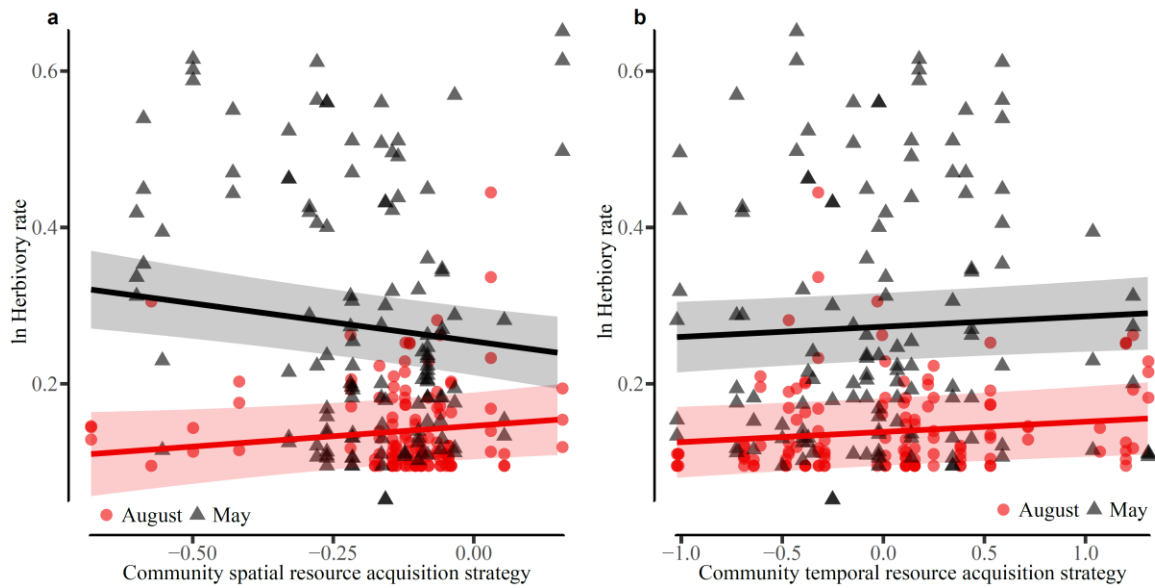 a
ln Herbivory rate
0.6
0.4
0.2
August May
−0.50 −0.25 0.00
Community spatial resource acquisition strategy
b
ln Herbiory rate
0.6
0.4
0.2
August May
−1.0 −0.5 0.0 0.5 1.0
Community temporal resource acquisition strategy